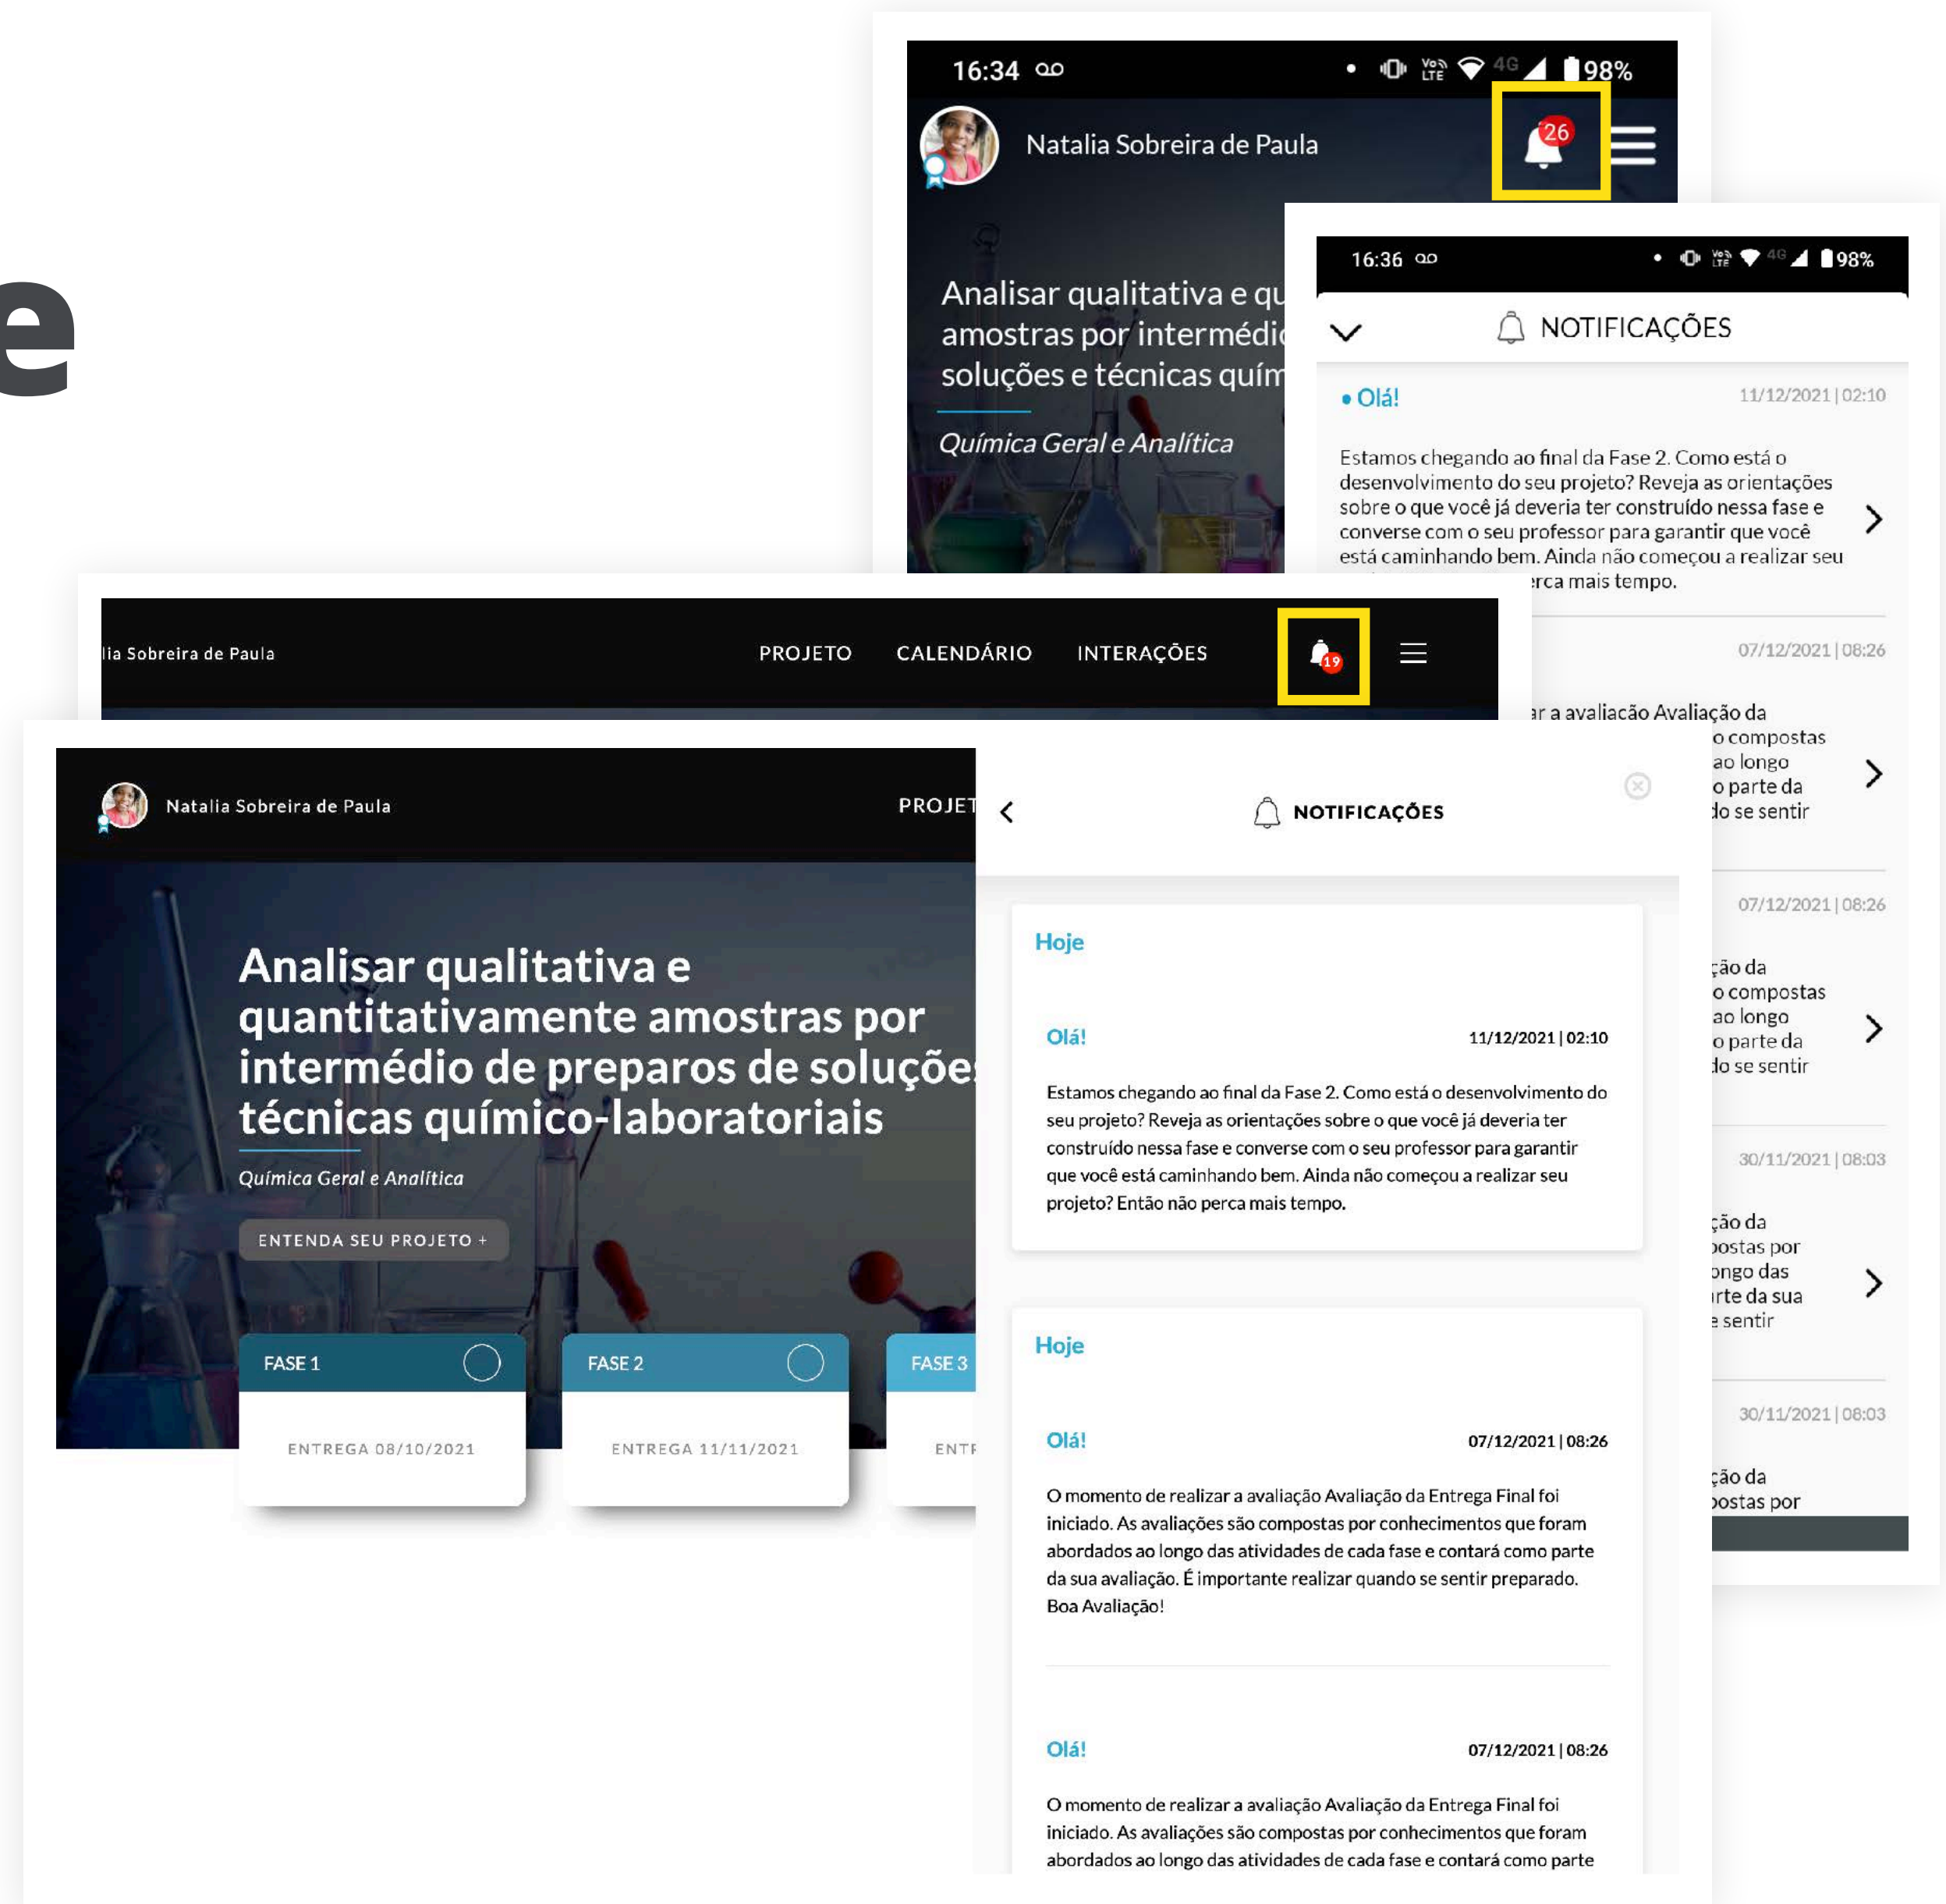 e
16:34
4G
98%
VoD LTE
Natalia Sobreira de Paula
26
Analisar qualitativa e qu
amostras por intermédi
soluções e técnicas quím
Química Geral e Analítica
16:36
4G
98%
NOTIFICAÇÕES
• Olá!
11/12/2021 | 02:10
Estamos chegando ao final da Fase 2. Como está o
desenvolvimento do seu projeto? Reveja as orientações
sobre o que você já deveria ter construído nessa fase e
converse com o seu professor para garantir que você
está caminhando bem. Ainda não começou a realizar seu
erca mais tempo.
07/12/2021 | 08:26
ar a avaliação Avaliação da
o compostas
ao longo
o parte da
do se sentir
07/12/2021 | 08:26
ção da
o compostas
ao longo
o parte da
do se sentir
30/11/2021 | 08:03
ção da
postas por
ongo das
rte da sua
e sentir
30/11/2021 | 08:03
ção da
postas por
lia Sobreira de Paula
PROJETO CALENDÁRIO INTERAÇÕES
19
Natalia Sobreira de Paula
PROJET
Analisar qualitativa e
quantitativamente amostras por
intermédio de preparos de soluçõe
técnicas químico-laboratoriais
Química Geral e Analítica
ENTENDA SEU PROJETO +
FASE 1
ENTREGA 08/10/2021
FASE 2
ENTREGA 11/11/2021
FASE 3
ENTR
NOTIFICAÇÕES
Hoje
Olá!
11/12/2021 | 02:10
Estamos chegando ao final da Fase 2. Como está o desenvolvimento do
seu projeto? Reveja as orientações sobre o que você já deveria ter
construído nessa fase e converse com o seu professor para garantir
que você está caminhando bem. Ainda não começou a realizar seu
projeto? Então não perca mais tempo.
Hoje
Olá!
07/12/2021 | 08:26
O momento de realizar a avaliação Avaliação da Entrega Final foi
iniciado. As avaliações são compostas por conhecimentos que foram
abordados ao longo das atividades de cada fase e contará como parte
da sua avaliação. É importante realizar quando se sentir preparado.
Boa Avaliação!
Olá!
07/12/2021 | 08:26
O momento de realizar a avaliação Avaliação da Entrega Final foi
iniciado. As avaliações são compostas por conhecimentos que foram
abordados ao longo das atividades de cada fase e contará como parte